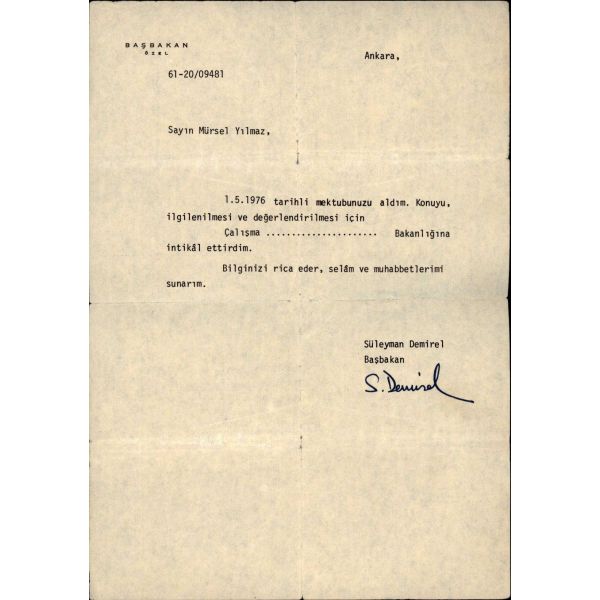 BAŞBAKAN
ÖZEL
Ankara,
61-20/09481
Sayın Mürsel Yılmaz,
1.5.1976 tarihli mektubunuzu aldım. Konuyu,
ilgilenilmesi ve değerlendirilmesi için
Çalışma ..................... Bakanlığına
intikâl ettirdim.
Bilginizi rica eder, selâm ve muhabbetlerimi
sunarım.
Süleyman Demirel
Başbakan
S. Demirel